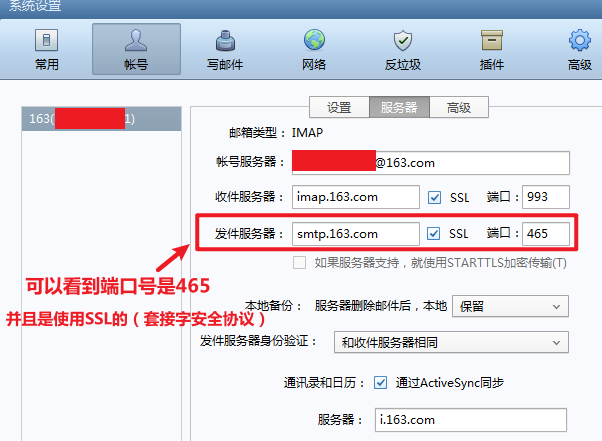 系统设置
常用 帐号 写邮件 网络 反垃圾 插件 高级
163( 1) 设置 服务器 高级
邮箱类型： IMAP
帐号服务器： @163.com
收件服务器： imap.163.com SSL 端口： 993
发件服务器： smtp.163.com SSL 端口： 465
如果服务器支持，就使用STARTTLS加密传输(T)
可以看到端口号是465
并且是使用SSL的（套接字安全协议）
本地备份： 服务器删除邮件后，本地 保留
发件服务器身份验证： 和收件服务器相同
通讯录和日历： 通过ActiveSync同步
服务器： i.163.com